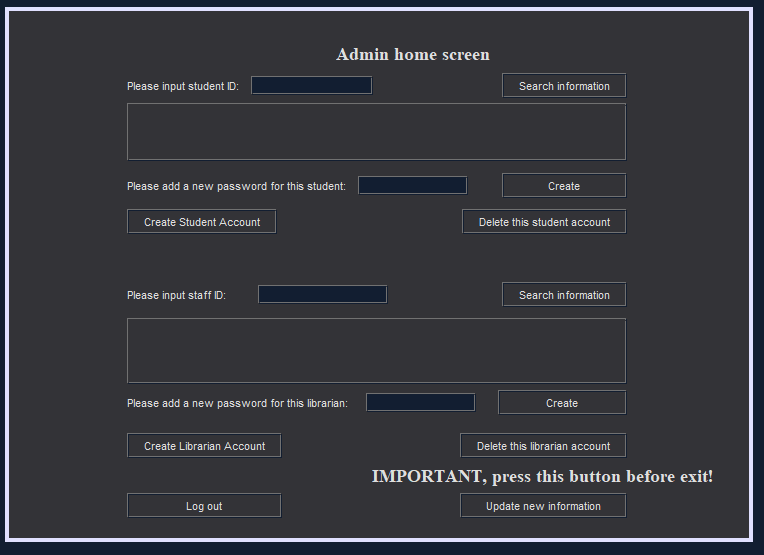 Admin home screen
Please input student ID: Search information
Please add a new password for this student: Create
Create Student Account Delete this student account
Please input staff ID: Search information
Please add a new password for this librarian: Create
Create Librarian Account Delete this librarian account
IMPORTANT, press this button before exit!
Log out Update new information